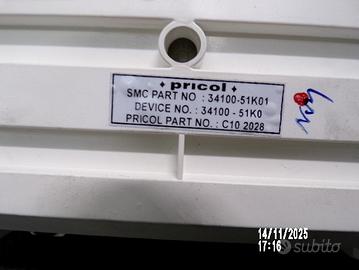 ♦ pricol ♦
SMC PART NO : 34100-51K01
DEVICE NO. : 34100 - 51K0
PRICOL PART NO. : C10 2028
14/11/2025
17:16
subito